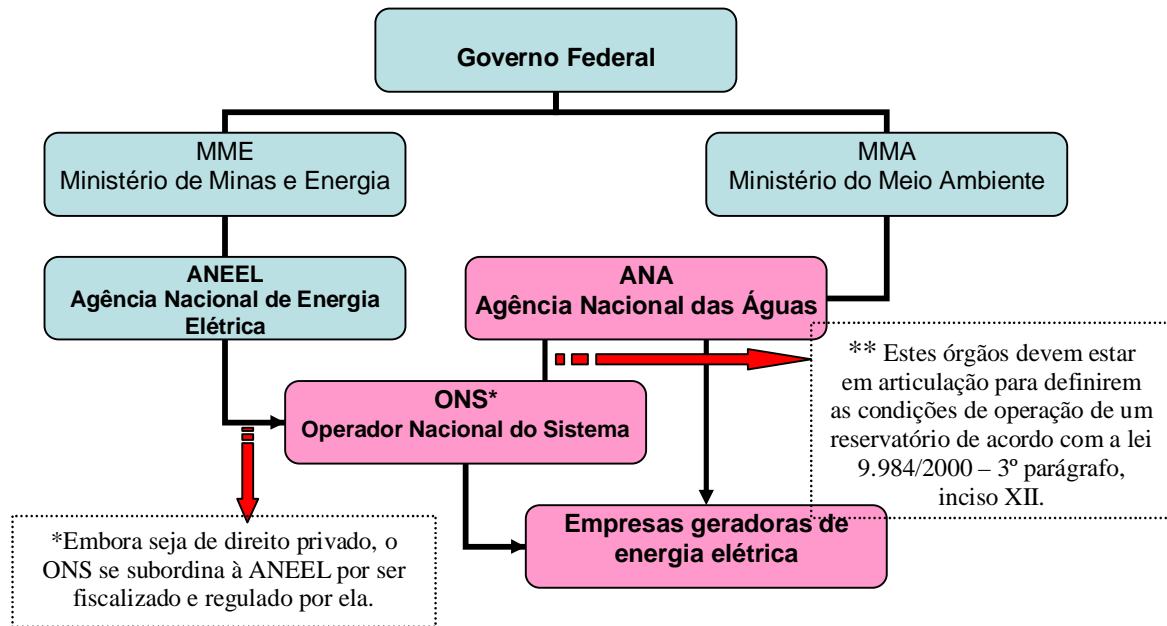 Governo Federal
MME
Ministério de Minas e Energia
MMA
Ministério do Meio Ambiente
ANEEL
Agência Nacional de Energia
Elétrica
ANA
Agência Nacional das Águas
** Estes órgãos devem estar
em articulação para definirem
as condições de operação de um
reservatório de acordo com a lei
9.984/2000 – 3º parágrafo,
inciso XII.
ONS*
Operador Nacional do Sistema
Empresas geradoras de
energia elétrica
*Embora seja de direito privado, o
ONS se subordina à ANEEL por ser
fiscalizado e regulado por ela.